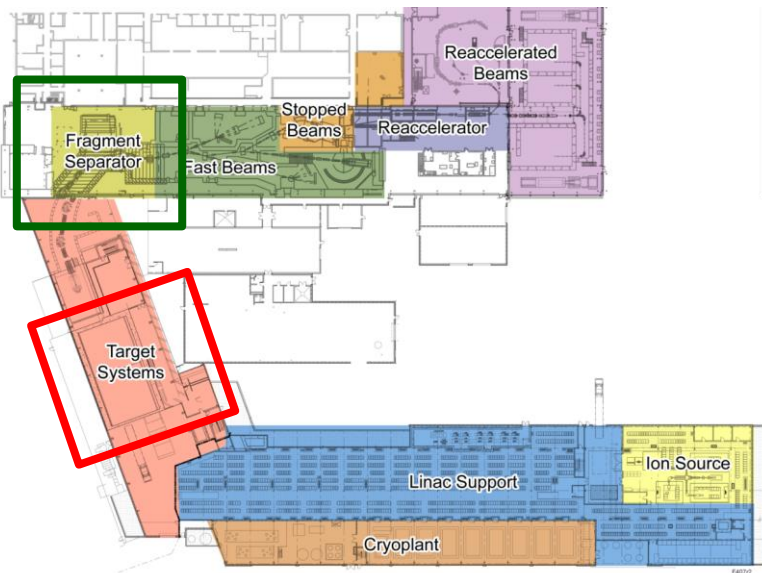 Reaccelerated
Beams
Stopped
Beams
Reaccelerator
Fragment
Separator
Fast Beams
Target
Systems
Ion Source
Linac Support
Cryoplant